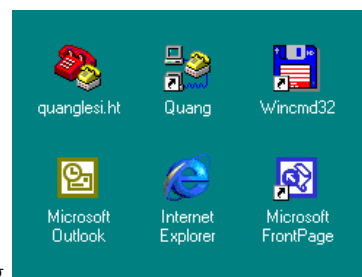 quanglesi.ht
Quang
Wincmd32
Microsoft
Outlook
Internet
Explorer
Microsoft
FrontPage